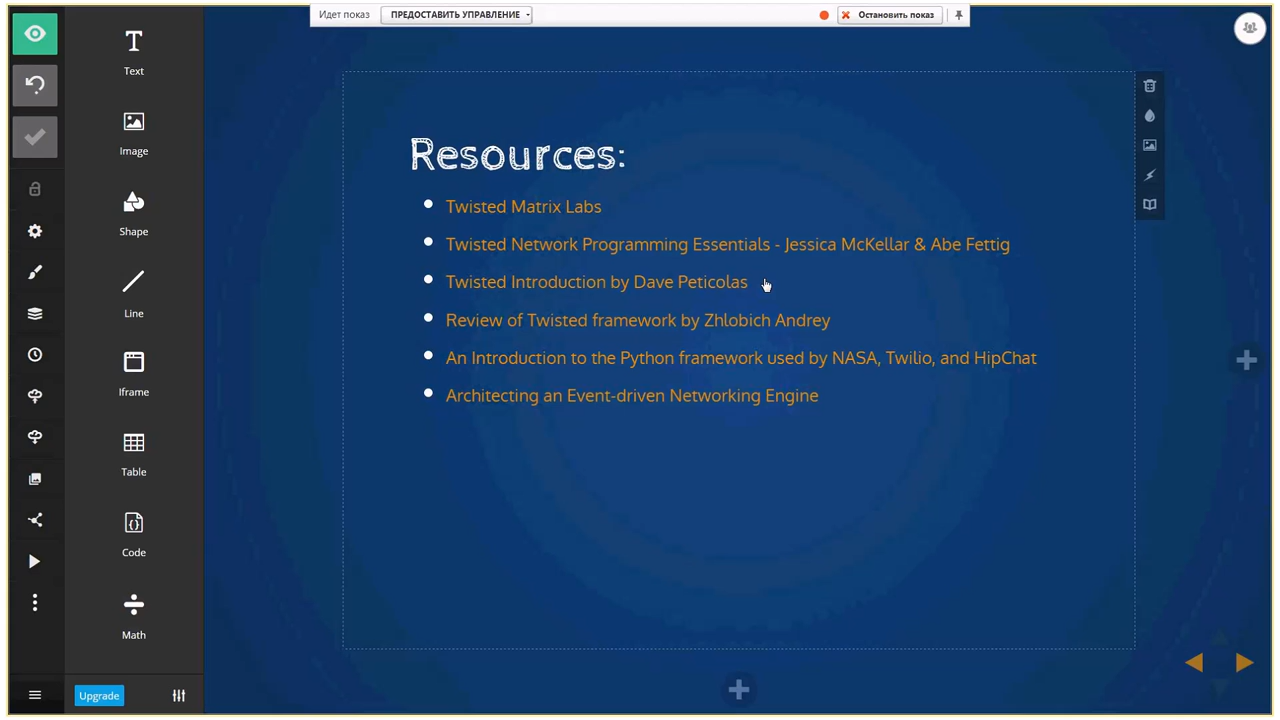 Идет показ
ПРЕДОСТАВИТЬ УПРАВЛЕНИЕ
Остановить показ
Text
Image
Shape
Line
Iframe
Table
Code
Math
Upgrade
Resources:
Twisted Matrix Labs
Twisted Network Programming Essentials - Jessica McKellar & Abe Fettig
Twisted Introduction by Dave Peticolas
Review of Twisted framework by Zhlobich Andrey
An Introduction to the Python framework used by NASA, Twilio, and HipChat
Architecting an Event-driven Networking Engine